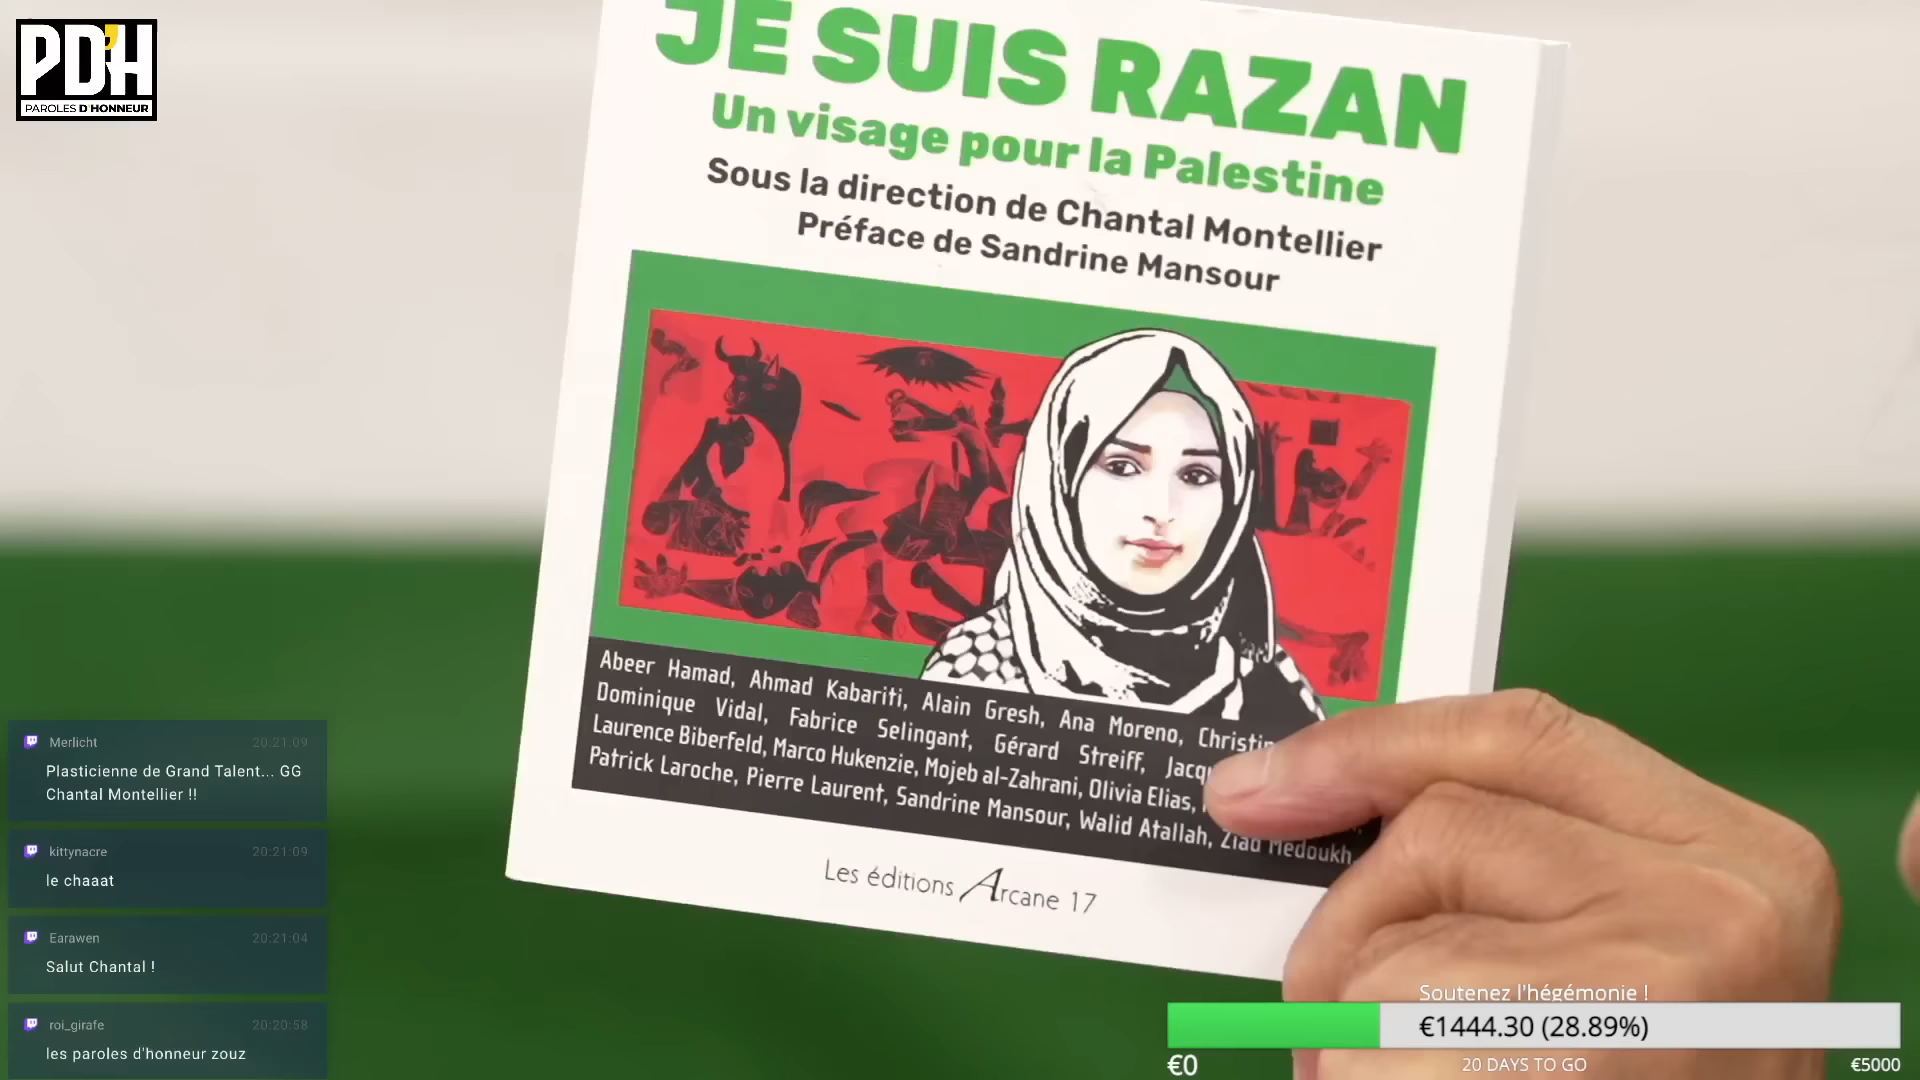 PD'H
PAROLES D'HONNEUR
JE SUIS RAZAN
Un visage pour la Palestine
Sous la direction de Chantal Montellier
Préface de Sandrine Mansour
Abeer Hamad, Ahmad Kabariti, Alain Gresh, Ana Moreno,
Dominique Vidal, Fabrice Selingant, Gérard Streiff,
Laurence Biberfeld, Marco Hukenzie, Mojeb al-Zahrani, Olivia Elias,
Patrick Laroche, Pierre Laurent, Sandrine Mansour, Walid Atallah, Ziad Medoukh,
Les éditions Arcane 17
Merlicht 20:21:09
Plasticienne de Grand Talent... GG
Chantal Montellier !!
kittynacre 20:21:09
le chaaat
Earawen 20:21:04
Salut Chantal !
roi_girafe 20:20:58
les paroles d'honneur zouz
Soutenez l'hégémonie !
€1444.30 (28.89%)
€0 20 DAYS TO GO €5000